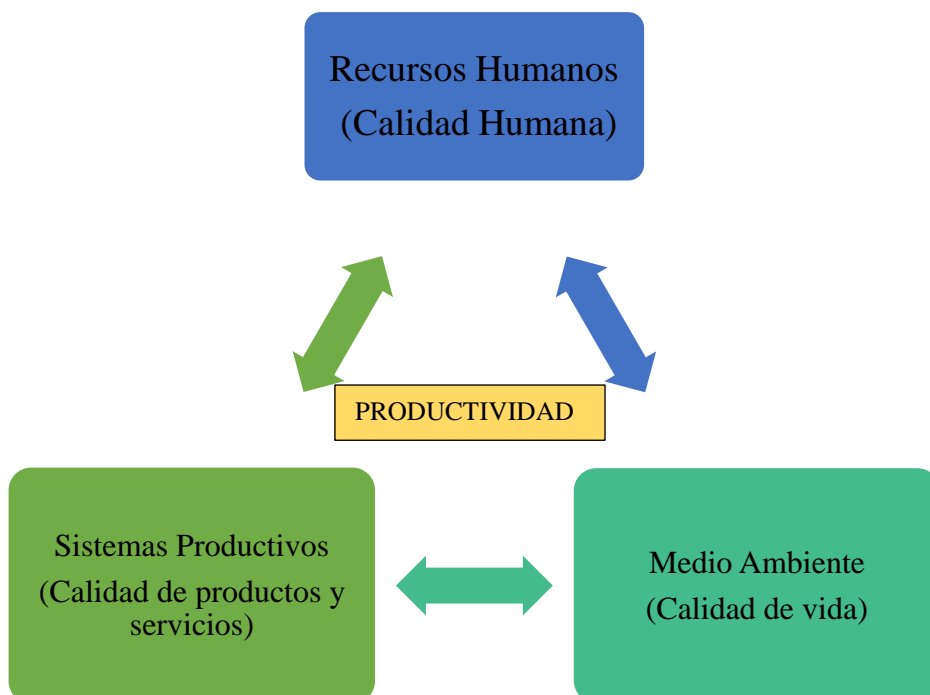 Recursos Humanos
(Calidad Humana)
PRODUCTIVIDAD
Sistemas Productivos
(Calidad de productos y
servicios)
Medio Ambiente
(Calidad de vida)